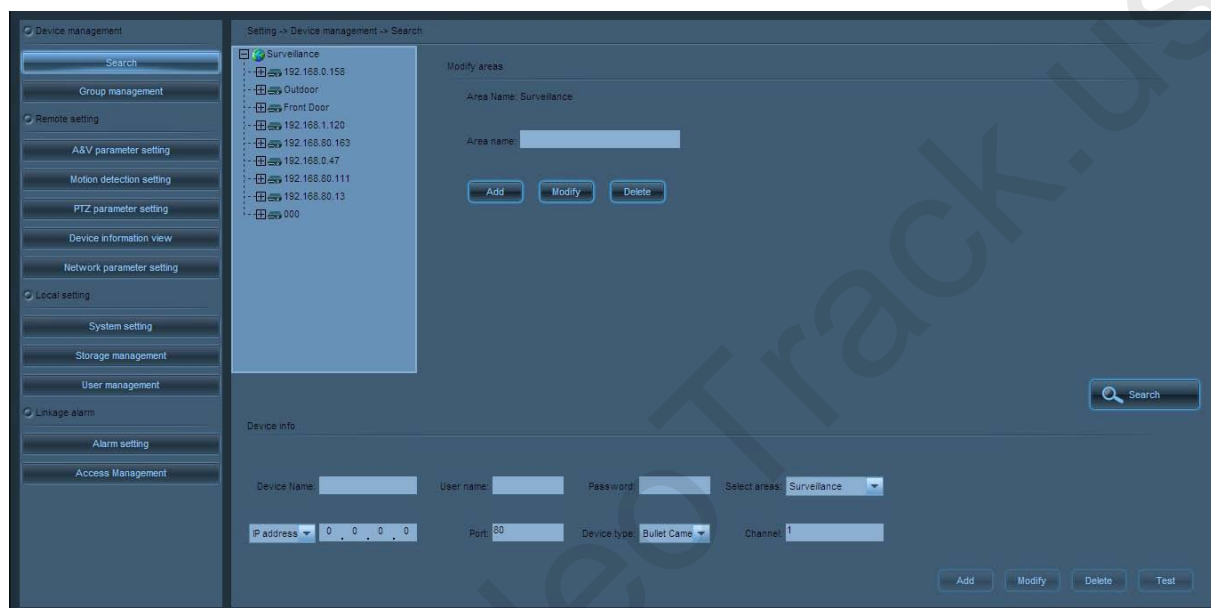 Device management
Search
Group management
Remote setting
A&V parameter setting
Motion detection setting
PTZ parameter setting
Device information view
Network parameter setting
Local setting
System setting
Storage management
User management
Linkage alarm
Alarm setting
Access Management
Setting -> Device management -> Search
Surveillance
192.168.0.158
Outdoor
Front Door
192.168.1.120
192.168.80.163
192.168.0.47
192.168.80.111
192.168.80.13
000
Modify areas
Area Name: Surveillance
Area name:
Add Modify Delete
Search
Device info
Device Name: User name: Password: Select areas: Surveillance
IP address 0 . 0 . 0 . 0 Port: 80 Device type: Bullet Came Channel: 1
Add Modify Delete Test
eoTrack.us